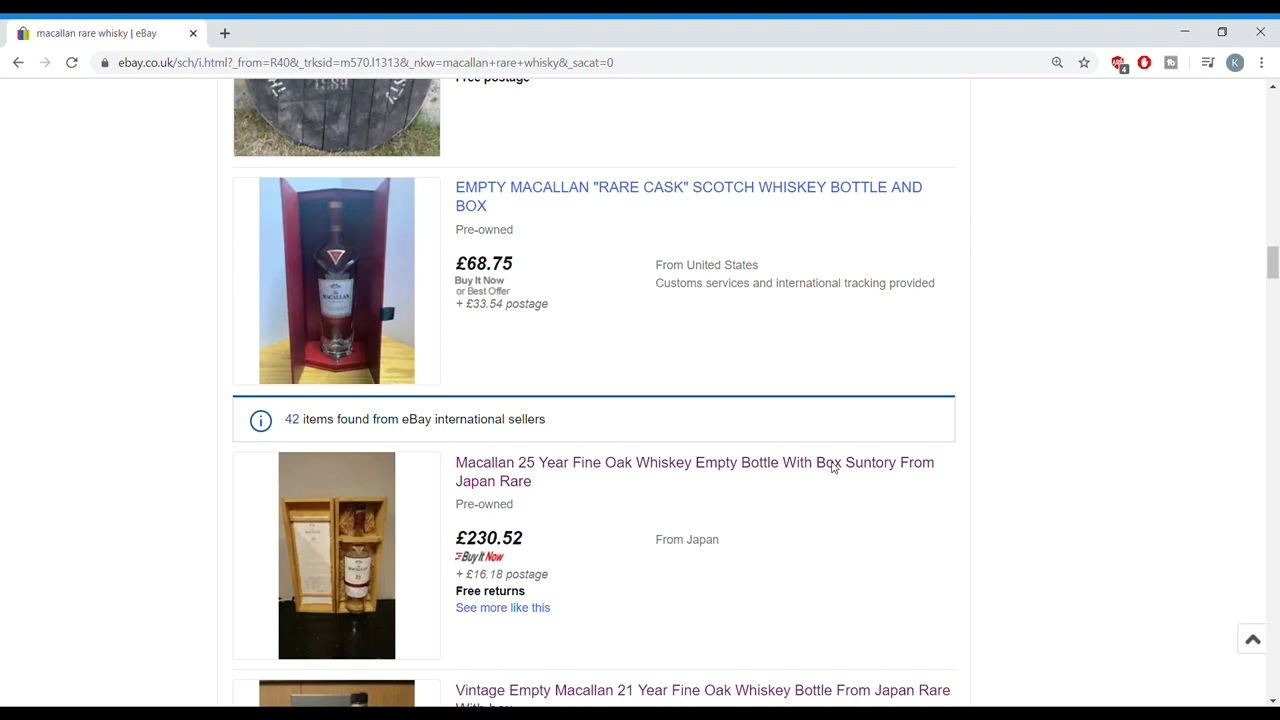 macallan rare whisky | eBay
ebay.co.uk/sch/i.html?_from=R40&_trksid=m570.l1313&_nkw=macallan+rare+whisky&_sacat=0
4
K
Free postage
EMPTY MACALLAN "RARE CASK" SCOTCH WHISKEY BOTTLE AND
BOX
Pre-owned
£68.75
From United States
Buy It Now
Customs services and international tracking provided
or Best Offer
+ £33.54 postage
MACALLAN
42 items found from eBay international sellers
Macallan 25 Year Fine Oak Whiskey Empty Bottle With Box Suntory From
Japan Rare
Pre-owned
£230.52
From Japan
Buy It Now
+ £16.18 postage
Free returns
See more like this
25
Vintage Empty Macallan 21 Year Fine Oak Whiskey Bottle From Japan Rare
With box